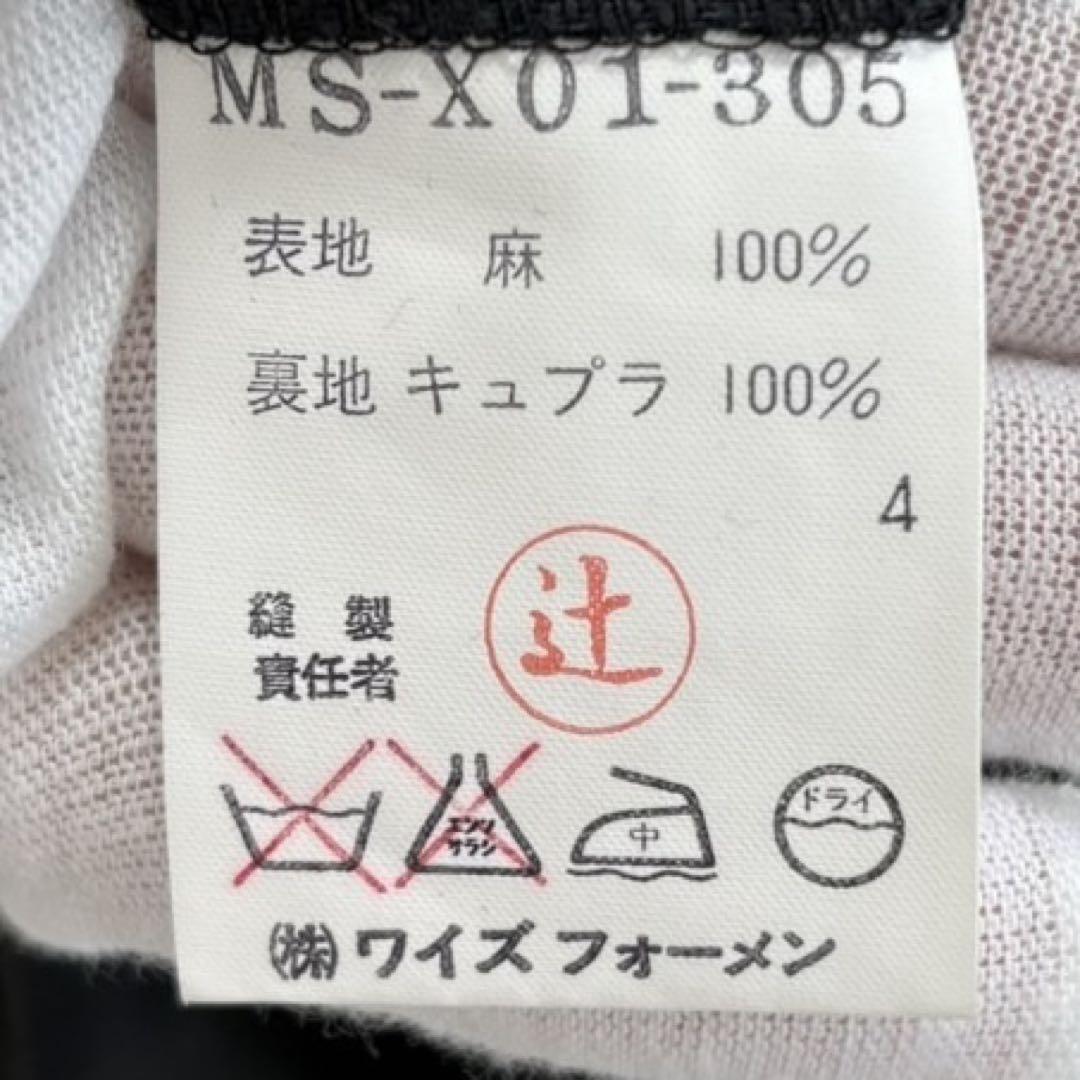 MS-X01-305
表地 麻 100%
裏地 キュプラ 100%
4
縫製
責任者
辻
エンソ
サラシ
中
ドライ
㈱ワイズフォーメン